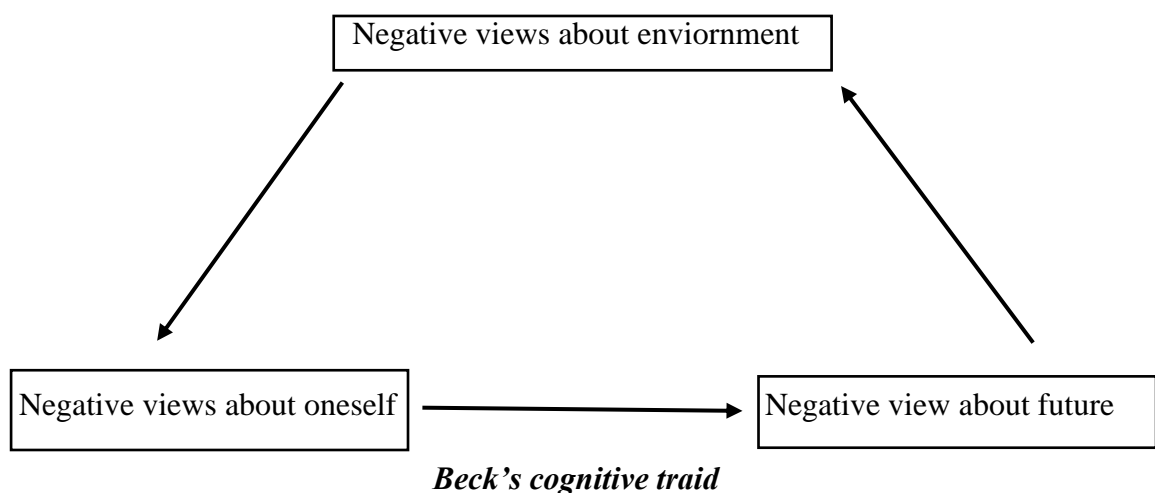 Negative views about enviornment
Negative views about oneself
Negative view about future
Beck's cognitive traid